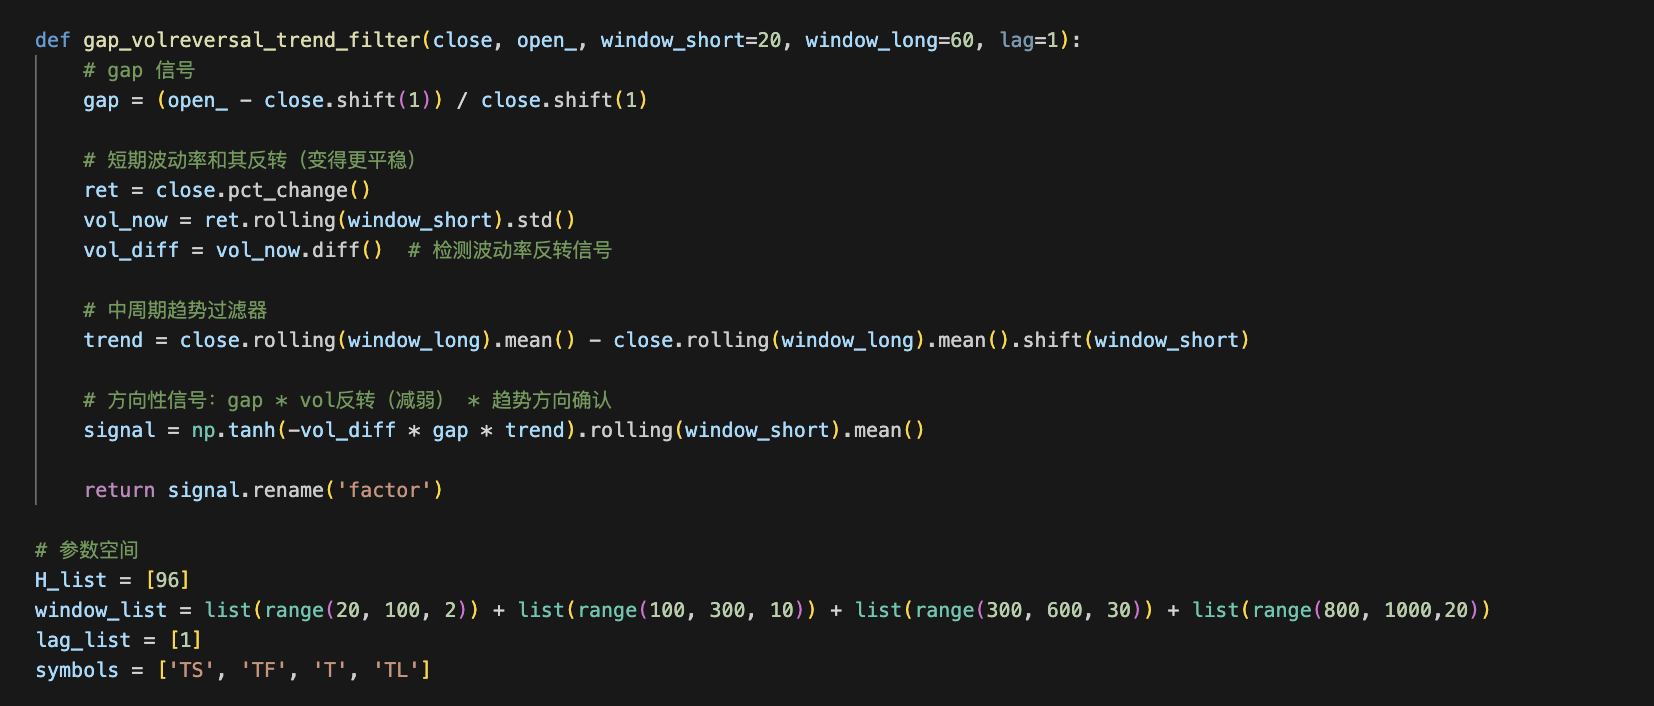 def gap_volreversal_trend_filter(close, open_, window_short=20, window_long=60, lag=1):
    # gap 信号
    gap = (open_ - close.shift(1)) / close.shift(1)

    # 短期波动率和其反转（变得更平稳）
    ret = close.pct_change()
    vol_now = ret.rolling(window_short).std()
    vol_diff = vol_now.diff()  # 检测波动率反转信号

    # 中周期趋势过滤器
    trend = close.rolling(window_long).mean() - close.rolling(window_long).mean().shift(window_short)

    # 方向性信号：gap * vol反转（减弱） * 趋势方向确认
    signal = np.tanh(-vol_diff * gap * trend).rolling(window_short).mean()

    return signal.rename('factor')

# 参数空间
H_list = [96]
window_list = list(range(20, 100, 2)) + list(range(100, 300, 10)) + list(range(300, 600, 30)) + list(range(800, 1000,20))
lag_list = [1]
symbols = ['TS', 'TF', 'T', 'TL']